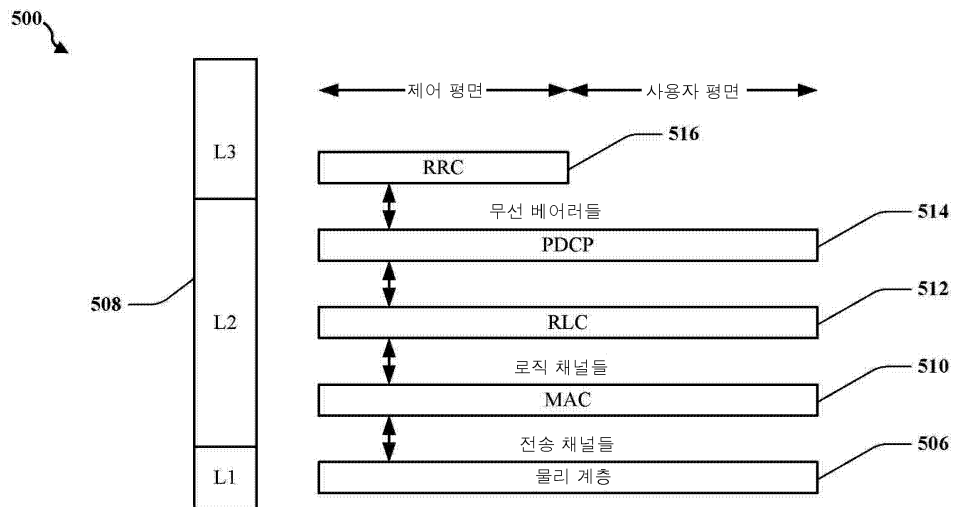 500
제어 평면
사용자 평면
L3
RRC
516
무선 베어러들
PDCP
514
508
L2
RLC
512
로직 채널들
MAC
510
전송 채널들
L1
물리 계층
506